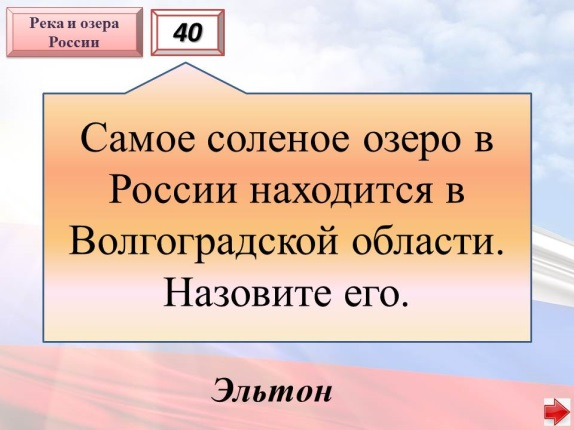 Река и озера
России
40
Самое соленое озеро в
России находится в
Волгоградской области.
Назовите его.
Эльтон